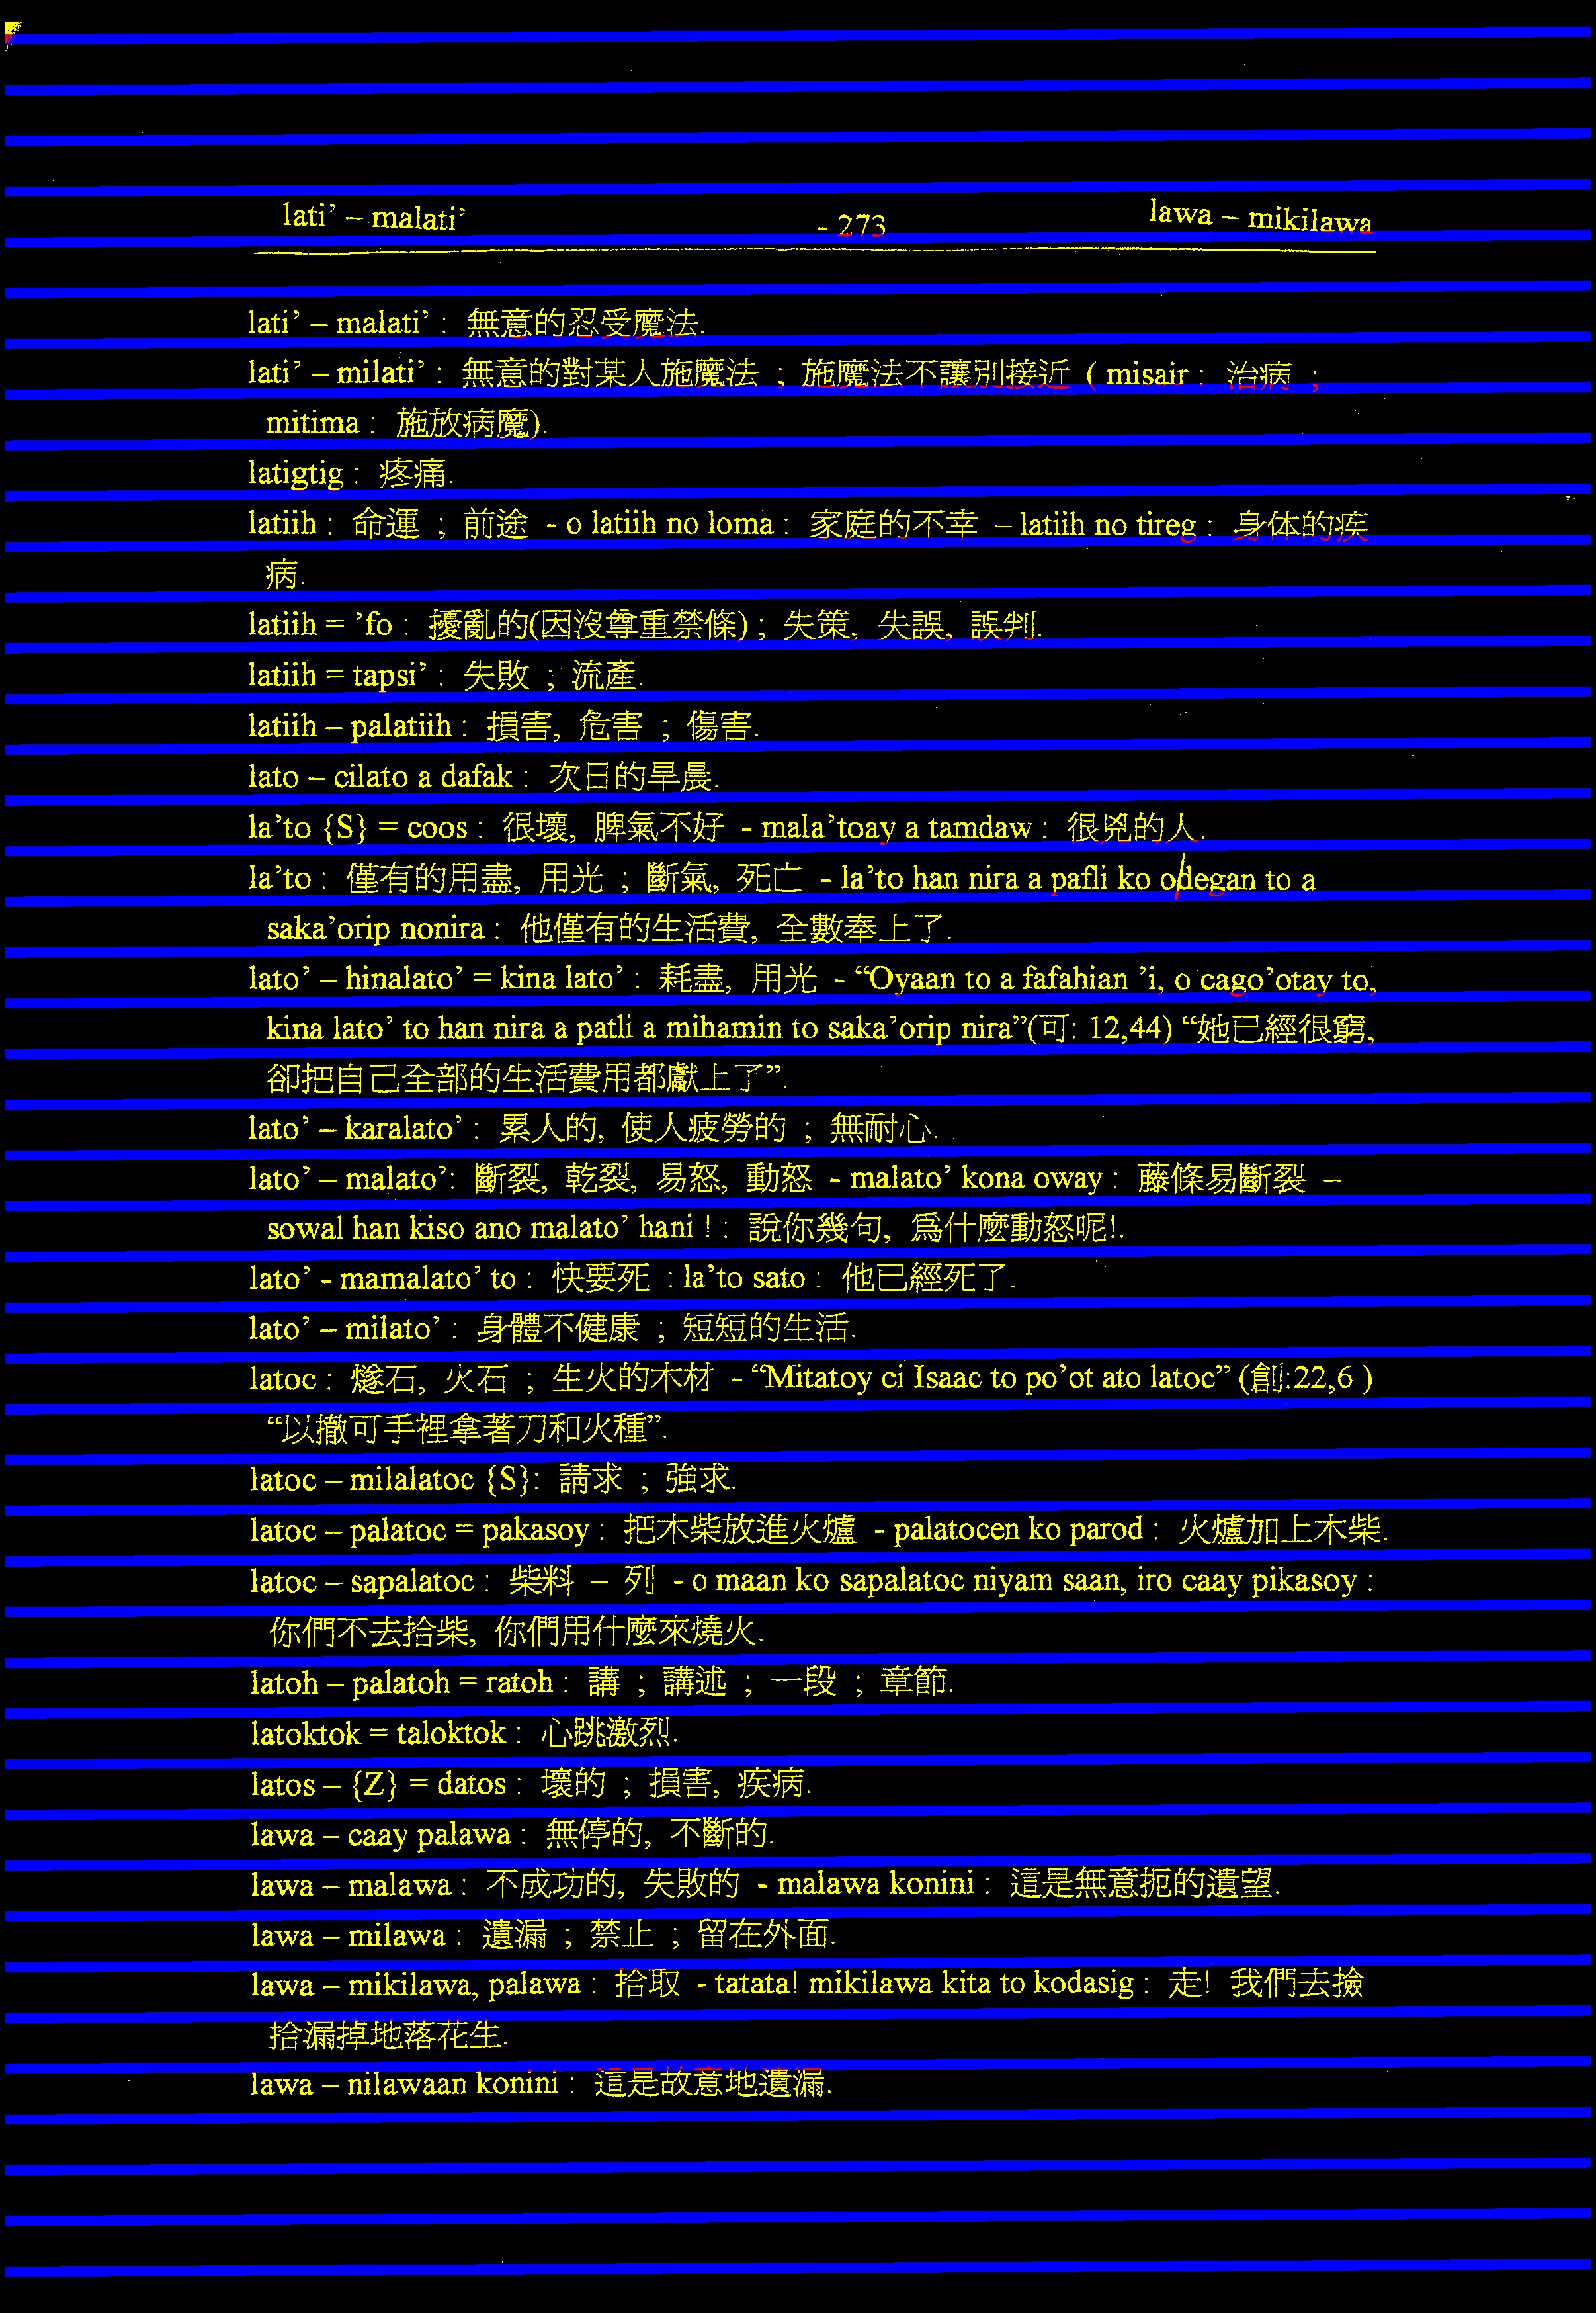 lati’ – malati’ - 273 lawa – mikilawa
lati’ – malati’ : 無意的忍受魔法.
lati’ – milati’ : 無意的對某人施魔法 ; 施魔法不讓別接近 ( misair : 治病 ;
mitima : 施放病魔).
latigtig : 疼痛.
latiih : 命運 ; 前途 - o latiih no loma : 家庭的不幸 – latiih no tireg : 身体的疾
病.
latiih = ’fo : 擾亂的(因沒尊重禁條) ; 失策, 失誤, 誤判.
latiih = tapsi’ : 失敗 ; 流產.
latiih – palatiih : 損害, 危害 ; 傷害.
lato – cilato a dafak : 次日的早晨.
la’to {S} = coos : 很壞, 脾氣不好 - mala’toay a tamdaw : 很兇的人.
la’to : 僅有的用盡, 用光 ; 斷氣, 死亡 - la’to han nira a pafli ko odegan to a
saka’orip nonira : 他僅有的生活費, 全數奉上了.
lato’ – hinalato’ = kina lato’ : 耗盡, 用光 - “Oyaan to a fafahian ’i, o cago’otay to,
kina lato’ to han nira a patli a mihamin to saka’orip nira”(可: 12,44) “她已經很窮,
卻把自己全部的生活費用都獻上了”.
lato’ – karalato’ : 累人的, 使人疲勞的 ; 無耐心.
lato’ – malato’: 斷裂, 乾裂, 易怒, 動怒 - malato’ kona oway : 藤條易斷裂 –
sowal han kiso ano malato’ hani ! : 說你幾句, 爲什麼動怒呢!.
lato’ - mamalato’ to : 快要死 : la’to sato : 他已經死了.
lato’ – milato’ : 身體不健康 ; 短短的生活.
latoc : 燧石, 火石 ; 生火的木材 - “Mitatoy ci Isaac to po’ot ato latoc” (創:22,6 )
“以撤可手裡拿著刀和火種”.
latoc – milalatoc {S}: 請求 ; 強求.
latoc – palatoc = pakasoy : 把木柴放進火爐 - palatocen ko parod : 火爐加上木柴.
latoc – sapalatoc : 柴料 – 列 - o maan ko sapalatoc niyam saan, iro caay pikasoy :
你們不去拾柴, 你們用什麼來燒火.
latoh – palatoh = ratoh : 講 ; 講述 ; 一段 ; 章節.
latoktok = taloktok : 心跳激烈.
latos – {Z} = datos : 壞的 ; 損害, 疾病.
lawa – caay palawa : 無停的, 不斷的.
lawa – malawa : 不成功的, 失敗的 - malawa konini : 這是無意扼的遺望.
lawa – milawa : 遺漏 ; 禁止 ; 留在外面.
lawa – mikilawa, palawa : 拾取 - tatata! mikilawa kita to kodasig : 走! 我們去撿
拾漏掉地落花生.
lawa – nilawaan konini : 這是故意地遺漏.